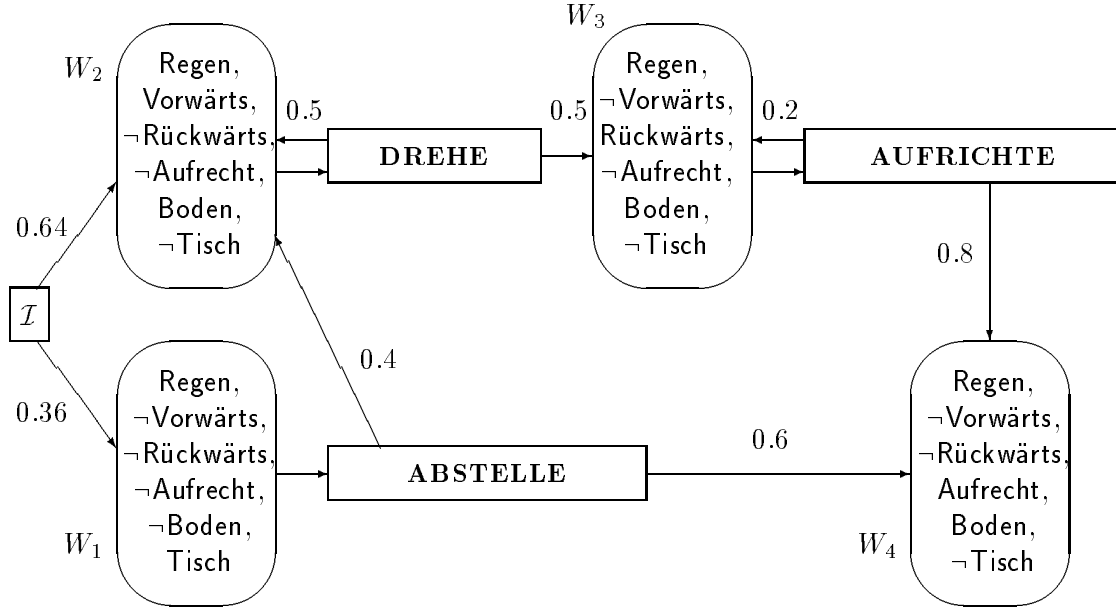 W₃
W₂
Regen,
Vorwärts,
¬Rückwärts,
¬Aufrecht,
Boden,
¬Tisch
0.5
DREHE
0.5
Regen,
¬Vorwärts,
Rückwärts,
¬Aufrecht,
Boden,
¬Tisch
0.2
AUFRICHTE
0.64
0.8
I
0.36
0.4
Regen,
¬Vorwärts,
¬Rückwärts,
¬Aufrecht,
¬Boden,
Tisch
W₁
ABSTELLE
0.6
Regen,
¬Vorwärts,
¬Rückwärts,
Aufrecht,
Boden,
¬Tisch
W₄